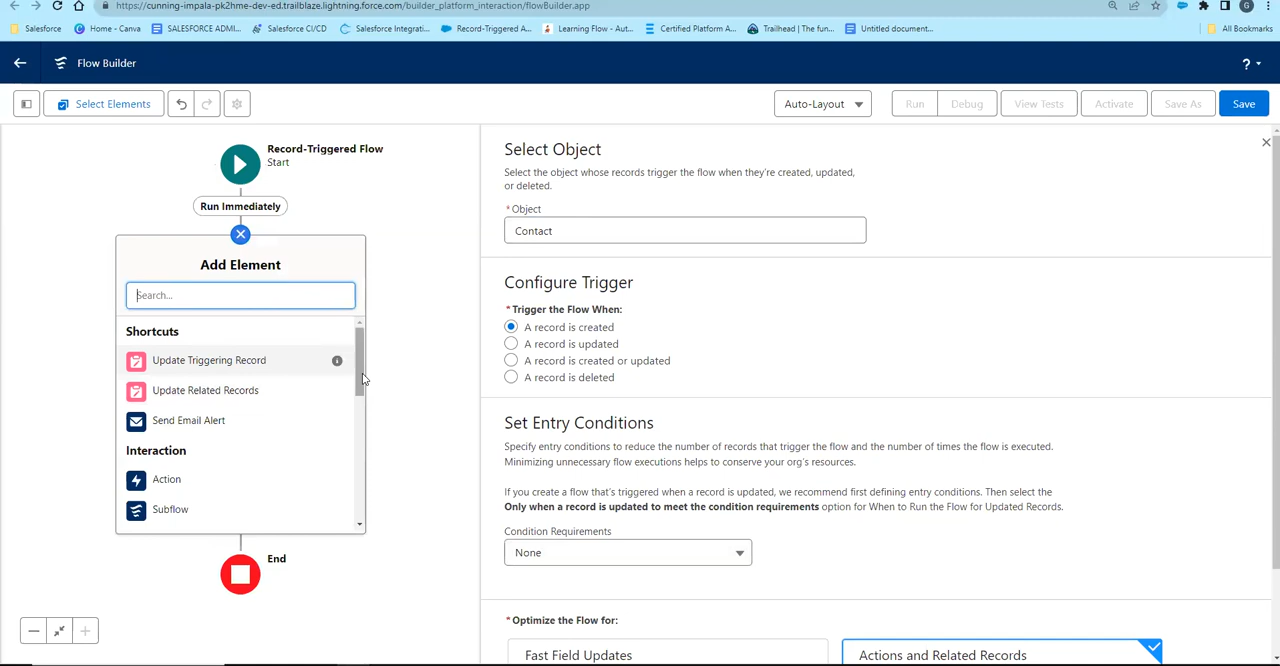 https://cunning-impala-pk2hme-dev-ed.trailblaze.lightning.force.com/builder_platform_interaction/flowBuilder.app
G
Salesforce
Home - Canva
SALESFORCE ADMI...
Salesforce CI/CD
Salesforce Integrati...
Record-Triggered A...
Learning Flow - Aut...
Certified Platform A...
Trailhead | The fun...
Untitled document...
All Bookmarks
Flow Builder
?
Select Elements
Auto-Layout
Run
Debug
View Tests
Activate
Save As
Save
Record-Triggered Flow
Start
Run Immediately
Add Element
Search...
Shortcuts
Update Triggering Record
Update Related Records
Send Email Alert
Interaction
Action
Subflow
End
Select Object
Select the object whose records trigger the flow when they're created, updated,
or deleted.
*Object
Contact
Configure Trigger
*Trigger the Flow When:
A record is created
A record is updated
A record is created or updated
A record is deleted
Set Entry Conditions
Specify entry conditions to reduce the number of records that trigger the flow and the number of times the flow is executed.
Minimizing unnecessary flow executions helps to conserve your org's resources.
If you create a flow that's triggered when a record is updated, we recommend first defining entry conditions. Then select the
Only when a record is updated to meet the condition requirements option for When to Run the Flow for Updated Records.
Condition Requirements
None
*Optimize the Flow for:
Fast Field Updates
Actions and Related Records